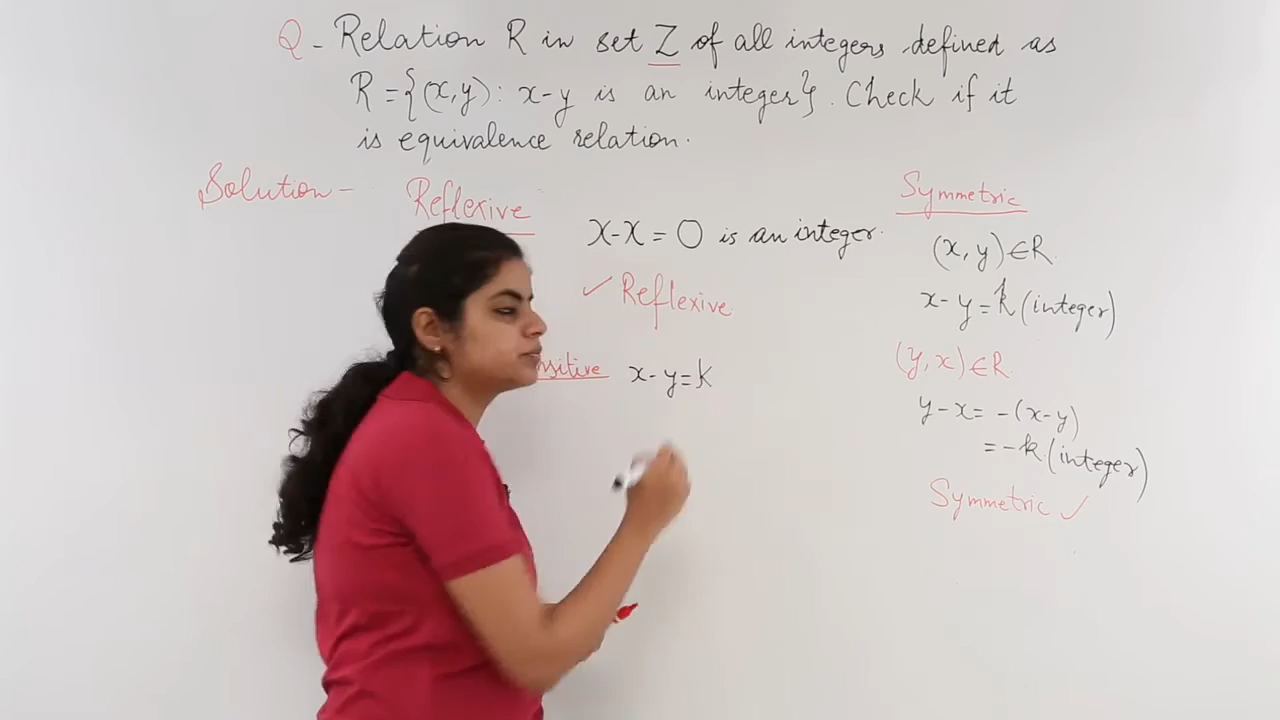 Q - Relation R in set Z of all integers defined as
R = {(x,y) : x-y is an integer}. Check if it
is equivalence relation.
Solution -
Reflexive
x-x = 0 is an integer.
✓ Reflexive
x-y=k
Symmetric
(x,y)∈R
x-y=k (integer)
(y,x)∈R
y-x= -(x-y)
= -k (integer)
Symmetric ✓